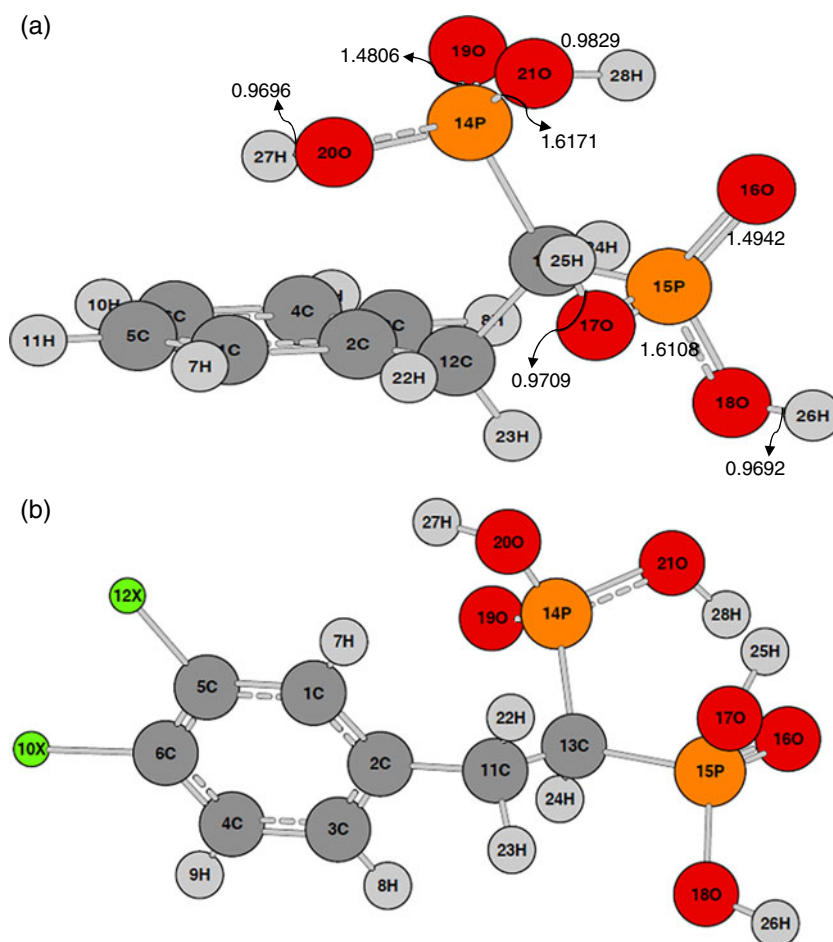 (a)
19O
0.9829
1.4806
21O
28H
0.9696
14P
1.6171
27H
20O
16O
24H
25H
1.4942
10H
4C
15P
8H
17O
11H
5C
2C
12C
7H
22H
0.9709
1.6108
18O
26H
23H
0.9692
(b)
27H
20O
21O
12X
19O
14P
28H
7H
25H
5C
1C
22H
17O
16O
10X
6C
2C
11C
13C
15P
24H
4C
3C
23H
9H
8H
18O
26H